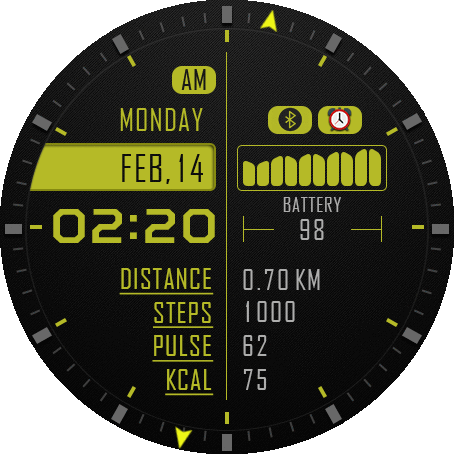 AM
MONDAY
FEB,14
02:20
BATTERY
98
DISTANCE 0.70 KM
STEPS 1000
PULSE 62
KCAL 75